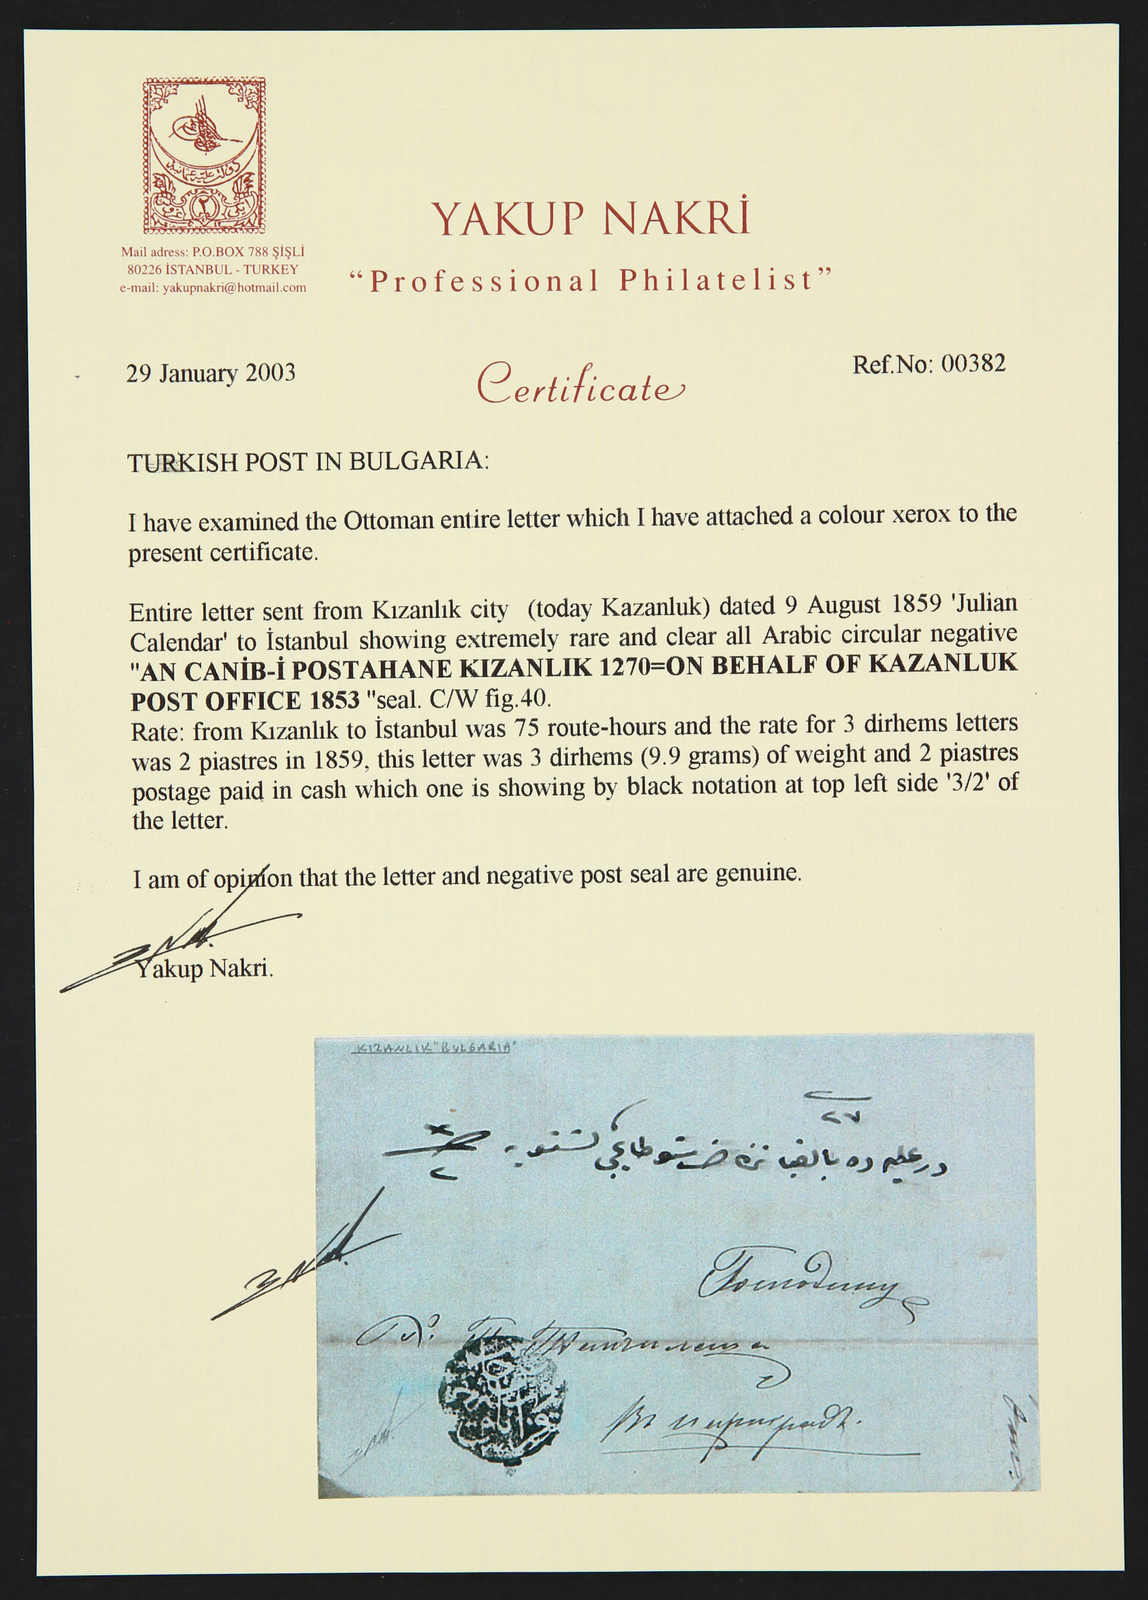 Mail adress: P.O.BOX 788 ŞİŞLİ
80226 İSTANBUL - TURKEY
e-mail: yakupnakri@hotmail.com
YAKUP NAKRİ
“Professional Philatelist”
29 January 2003
Certificate
Ref.No: 00382
TURKISH POST IN BULGARIA:
I have examined the Ottoman entire letter which I have attached a colour xerox to the
present certificate.
Entire letter sent from Kızanlık city (today Kazanluk) dated 9 August 1859 'Julian
Calendar' to İstanbul showing extremely rare and clear all Arabic circular negative
"AN CANİB-İ POSTAHANE KIZANLIK 1270=ON BEHALF OF KAZANLUK
POST OFFICE 1853 "seal. C/W fig.40.
Rate: from Kızanlık to İstanbul was 75 route-hours and the rate for 3 dirhems letters
was 2 piastres in 1859, this letter was 3 dirhems (9.9 grams) of weight and 2 piastres
postage paid in cash which one is showing by black notation at top left side '3/2' of
the letter.
I am of opinion that the letter and negative post seal are genuine.
Yakup Nakri.
KIZANLIK "BULGARIA"
٢٧
در عليه ده
٢
Господину